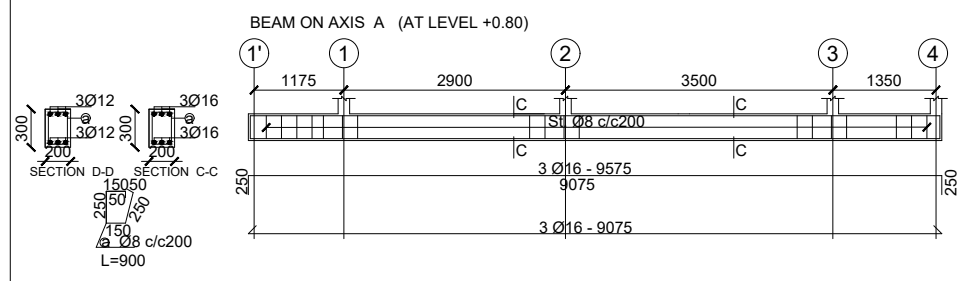 BEAM ON AXIS A (AT LEVEL +0.80)
1' 1 2 3 4
1175 2900 3500 1350
3Ø12 3Ø16
a a
300 300
3Ø12 3Ø16
200 200
SECTION D-D SECTION C-C
C C
St. Ø8 c/c200
C C
3 Ø16 - 9575
250 9075 250
150 50
50
250 250
150
a Ø8 c/c200
L=900
3 Ø16 - 9075